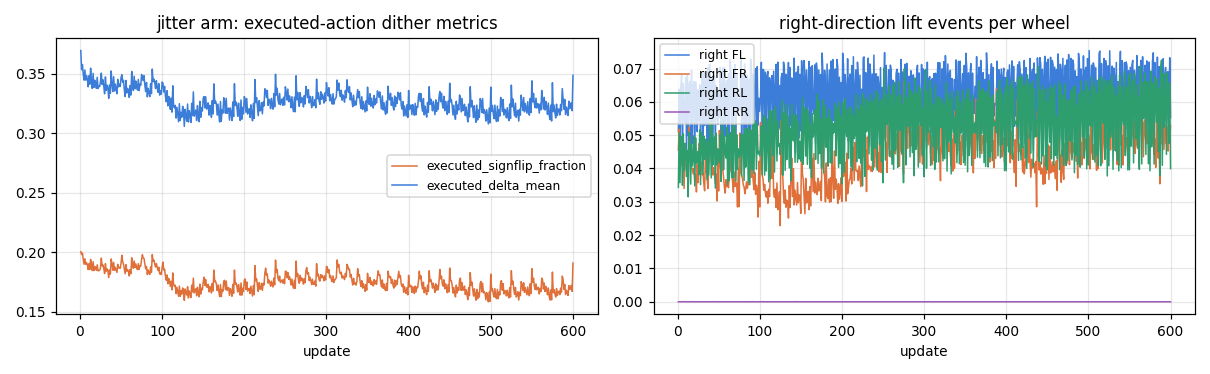 jitter arm: executed-action dither metrics
0.35
0.30
0.25
0.20
0.15
executed_signflip_fraction
executed_delta_mean
0 100 200 300 400 500 600
update
right-direction lift events per wheel
0.07
0.06
0.05
0.04
0.03
0.02
0.01
0.00
right FL
right FR
right RL
right RR
0 100 200 300 400 500 600
update